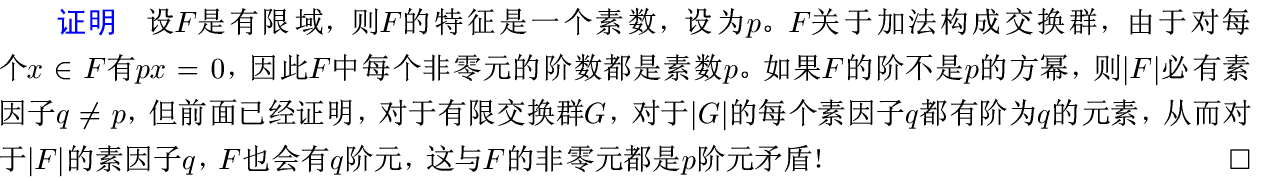 证明 设F是有限域，则F的特征是一个素数，设为p。F关于加法构成交换群，由于对每
个x ∈ F有px = 0，因此F中每个非零元的阶数都是素数p。如果F的阶不是p的方幂，则|F|必有素
因子q ≠ p，但前面已经证明，对于有限交换群G，对于|G|的每个素因子q都有阶为q的元素，从而对
于|F|的素因子q，F也会有q阶元，这与F的非零元都是p阶元矛盾! □